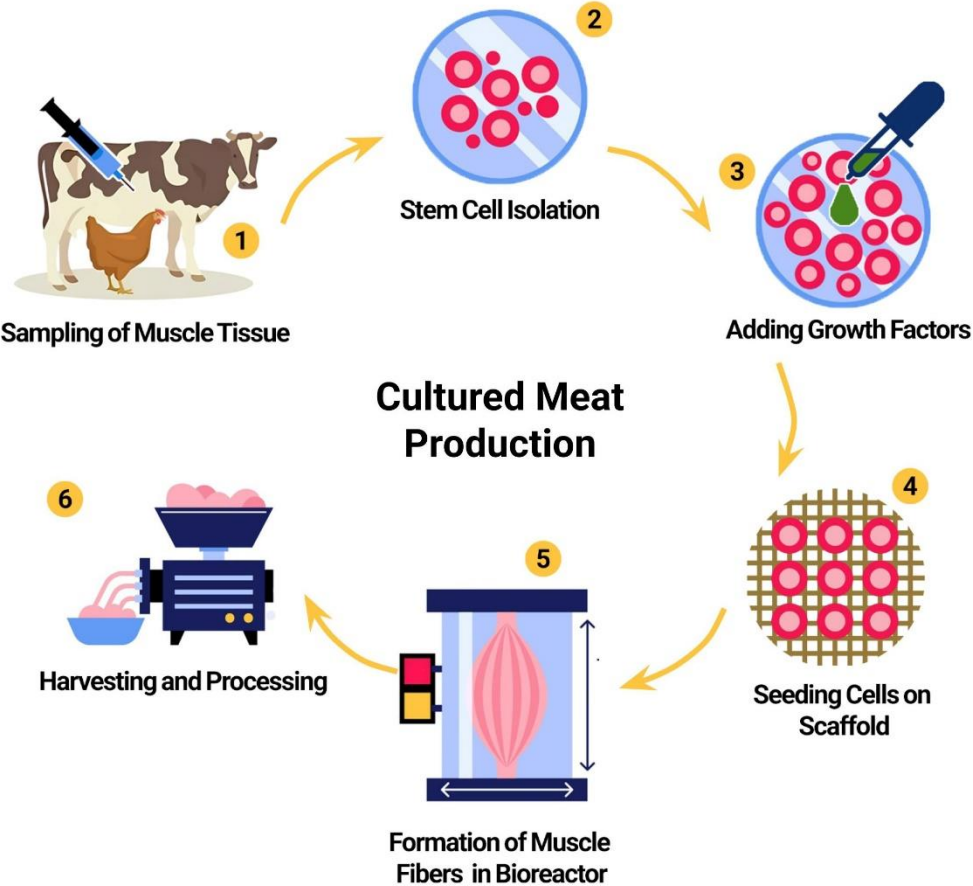 2
1
Stem Cell Isolation
3
Sampling of Muscle Tissue
Adding Growth Factors
Cultured Meat
Production
6
4
5
Harvesting and Processing
Seeding Cells on
Scaffold
Formation of Muscle
Fibers in Bioreactor